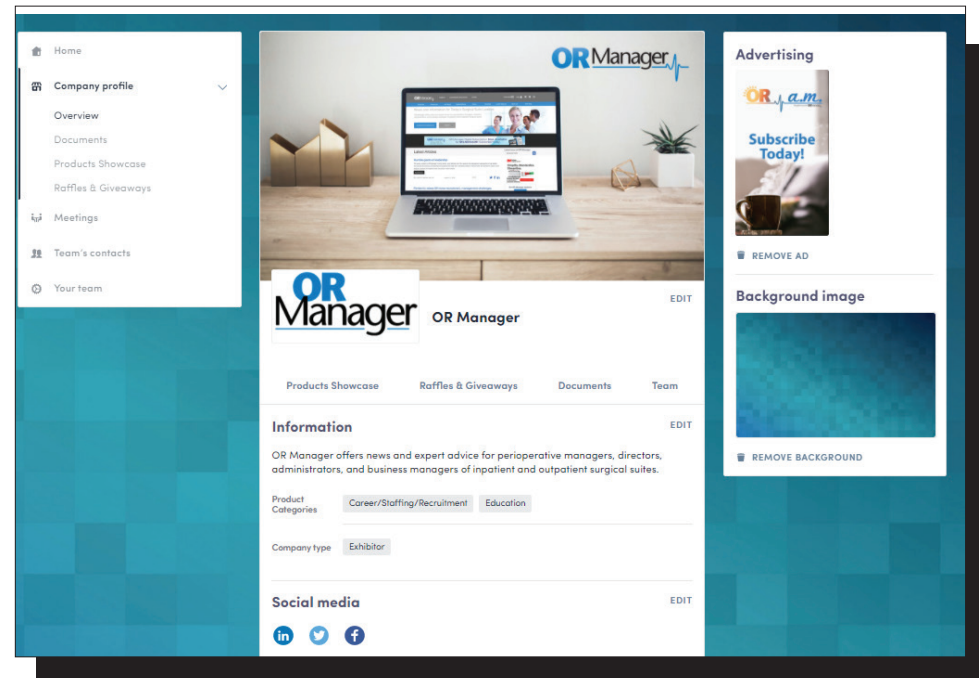 Home
Company profile
Overview
Documents
Products Showcase
Raffles & Giveaways
Meetings
Team's contacts
Your team
OR Manager
OR
Manager
OR Manager
EDIT
Products Showcase
Raffles & Giveaways
Documents
Team
Information
EDIT
OR Manager offers news and expert advice for perioperative managers, directors,
administrators, and business managers of inpatient and outpatient surgical suites.
Product
Categories
Career/Staffing/Recruitment
Education
Company type
Exhibitor
Social media
EDIT
in
f
Advertising
OR a.m.
Subscribe
Today!
REMOVE AD
Background image
REMOVE BACKGROUND